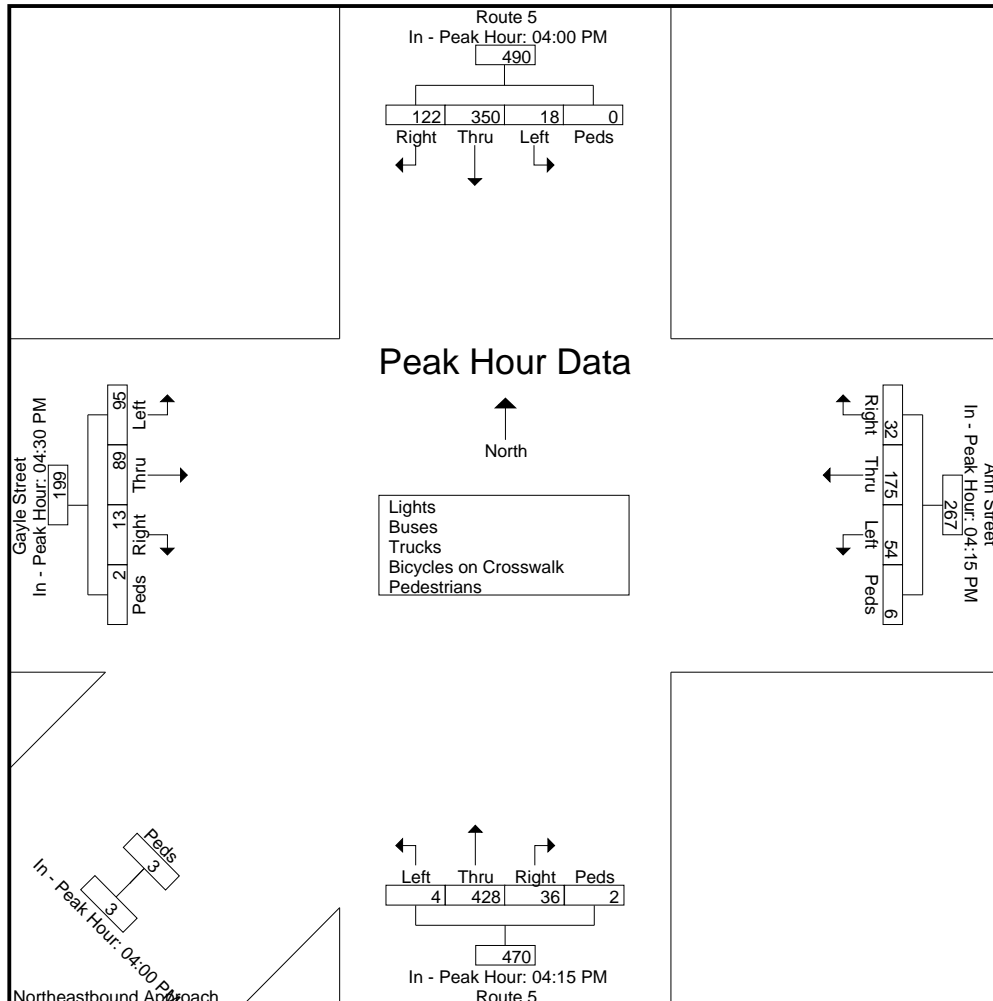 Route 5
In - Peak Hour: 04:00 PM
490
122 350 18 0
Right Thru Left Peds
Peak Hour Data
North
Lights
Buses
Trucks
Bicycles on Crosswalk
Pedestrians
Gayle Street
In - Peak Hour: 04:30 PM
199
95 89 13 2
Left Thru Right Peds
Ann Street
In - Peak Hour: 04:15 PM
267
32 175 54 6
Right Thru Left Peds
Peds
3
3
In - Peak Hour: 04:00 PM
Northeastbound Approach
Left Thru Right Peds
4 428 36 2
470
In - Peak Hour: 04:15 PM
Route 5